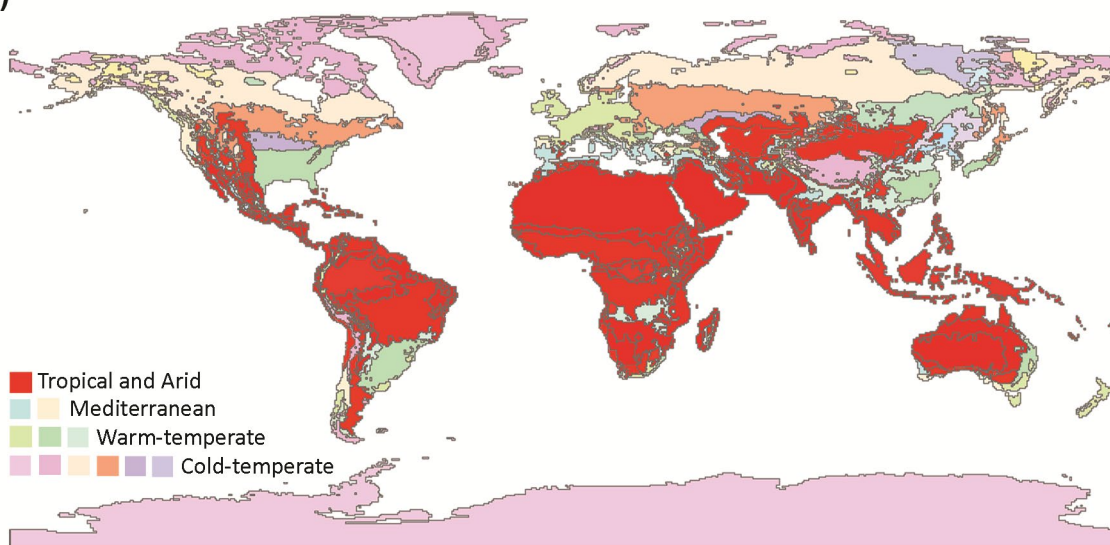 )
Tropical and Arid
Mediterranean
Warm-temperate
Cold-temperate